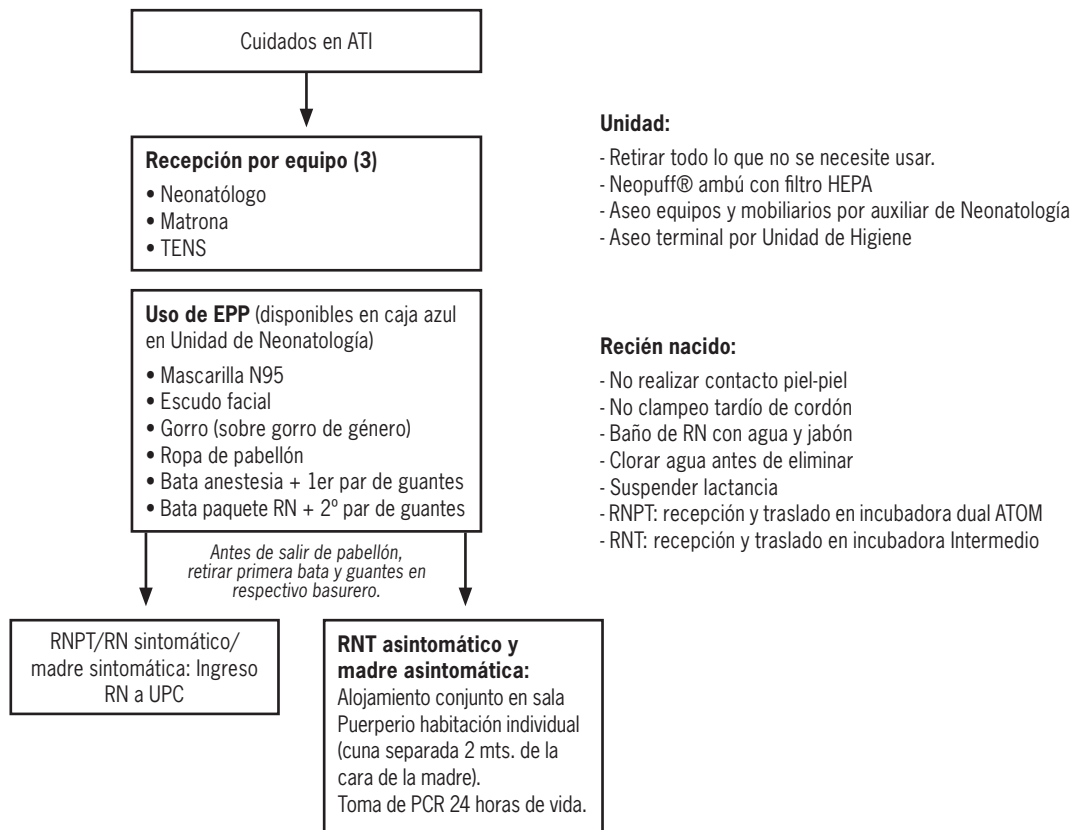 Cuidados en ATI
Recepción por equipo (3)
• Neonatólogo
• Matrona
• TENS
Uso de EPP (disponibles en caja azul
en Unidad de Neonatología)
• Mascarilla N95
• Escudo facial
• Gorro (sobre gorro de género)
• Ropa de pabellón
• Bata anestesia + 1er par de guantes
• Bata paquete RN + 2º par de guantes
Antes de salir de pabellón,
retirar primera bata y guantes en
respectivo basurero.
RNPT/RN sintomático/
madre sintomática: Ingreso
RN a UPC
RNT asintomático y
madre asintomática:
Alojamiento conjunto en sala
Puerperio habitación individual
(cuna separada 2 mts. de la
cara de la madre).
Toma de PCR 24 horas de vida.
Unidad:
- Retirar todo lo que no se necesite usar.
- Neopuff® ambú con filtro HEPA
- Aseo equipos y mobiliarios por auxiliar de Neonatología
- Aseo terminal por Unidad de Higiene
Recién nacido:
- No realizar contacto piel-piel
- No clampeo tardío de cordón
- Baño de RN con agua y jabón
- Clorar agua antes de eliminar
- Suspender lactancia
- RNPT: recepción y traslado en incubadora dual ATOM
- RNT: recepción y traslado en incubadora Intermedio